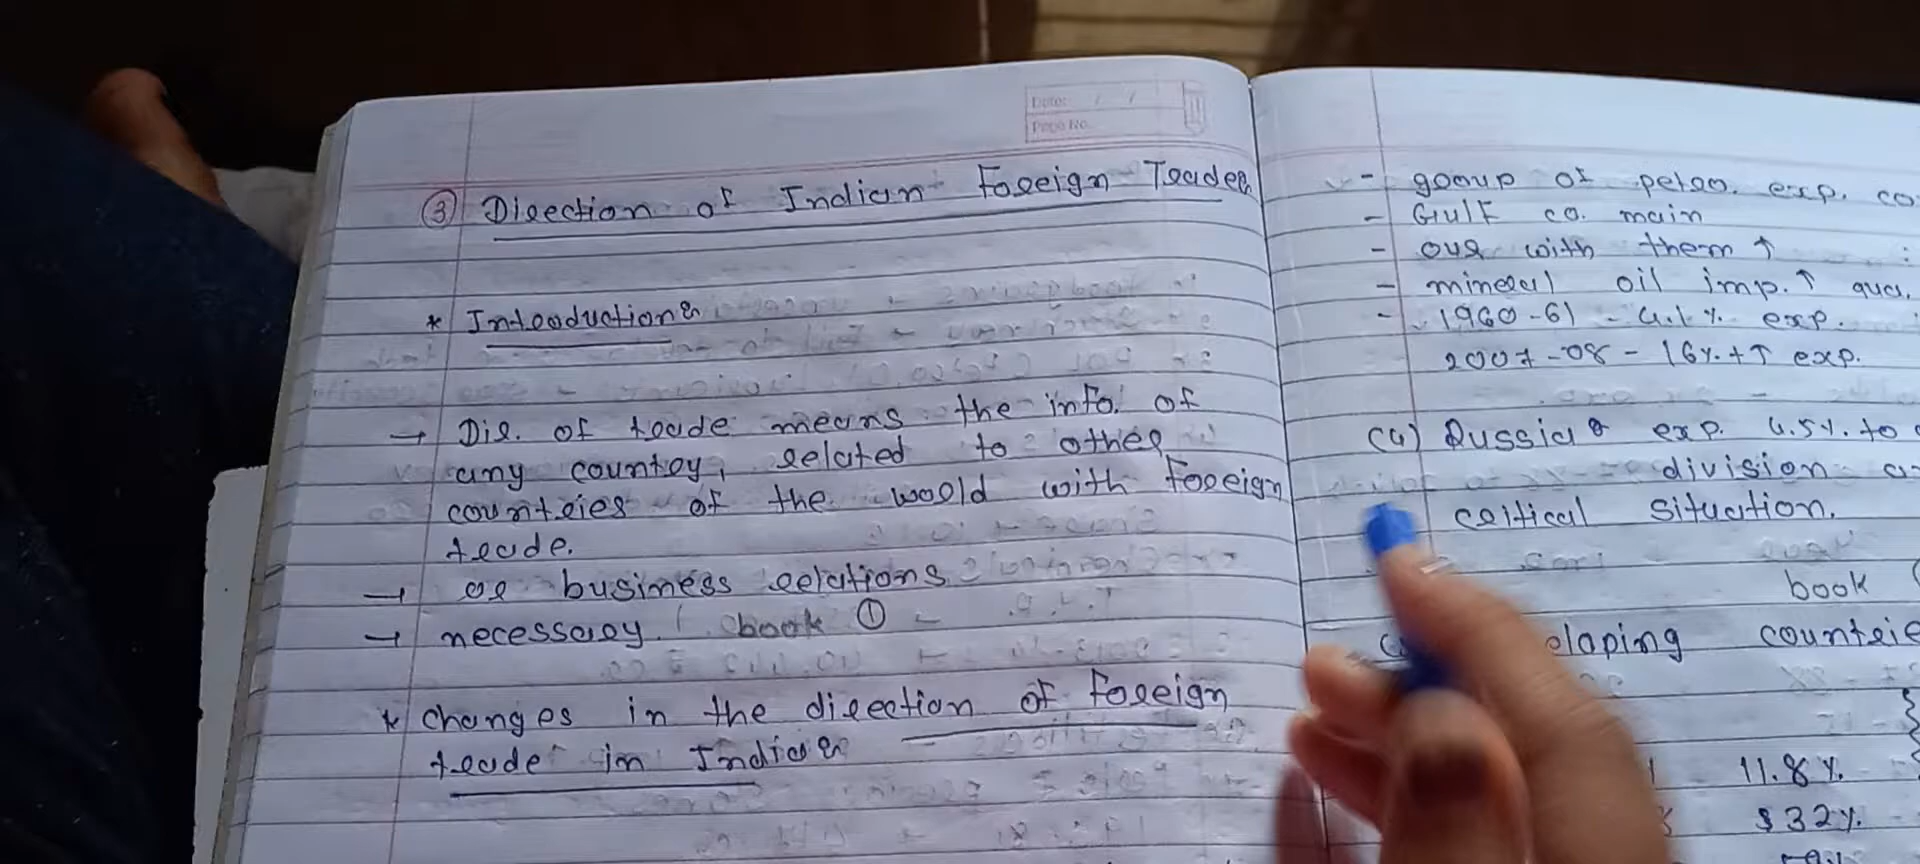 Date: / /
Page No.
③ Direction of Indian Foreign Trade:
* Introduction:
→ Dir. of trade means the info. of
any country, related to other
countries of the world with foreign
trade.
→ or business relations
→ necessary book ①
* changes in the direction of foreign
trade in India:
- group of petro. exp. co
- Gulf co. main
- our with them ↑
- mineral oil imp. ↑ qua.
- 1960-61 - 4.1% exp.
2007-08 - 16%+↑ exp.
(4) Russia: exp. 4.5%. to
division
critical situation.
book
eloping countrie
11.8%.
$32%.